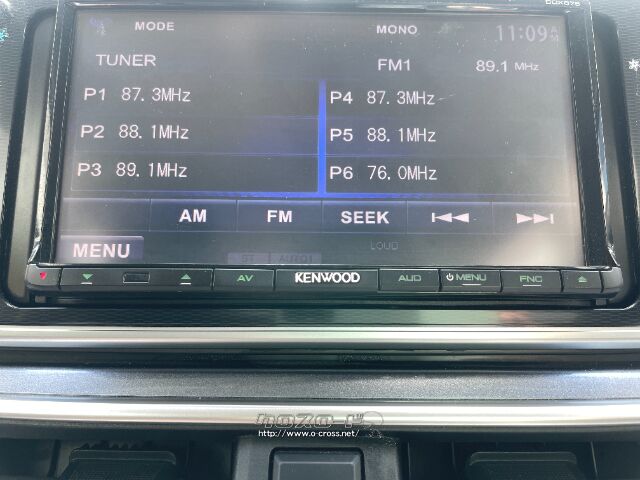 MODE MONO 11:09
TUNER FM1 89.1 MHz
P1 87.3MHz P4 87.3MHz
P2 88.1MHz P5 88.1MHz
P3 89.1MHz P6 76.0MHz
AM FM SEEK
MENU ST AUTO1 LOUD
AV KENWOOD AUD MENU FNC
http://www.o-cross.net/